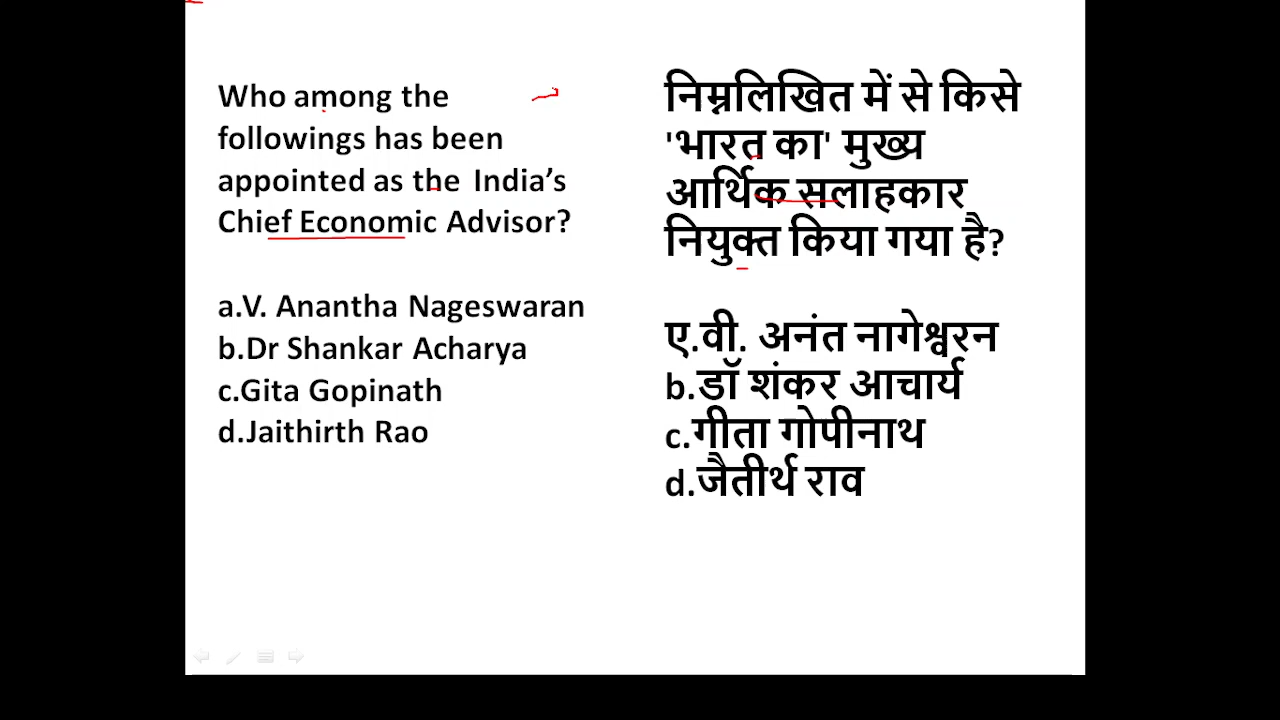 Who among the
followings has been
appointed as the India’s
Chief Economic Advisor?
a.V. Anantha Nageswaran
b.Dr Shankar Acharya
c.Gita Gopinath
d.Jaithirth Rao
निम्नलिखित में से किसे
'भारत का' मुख्य
आर्थिक सलाहकार
नियुक्त किया गया है?
ए.वी. अनंत नागेश्वरन
b.डॉ शंकर आचार्य
c.गीता गोपीनाथ
d.जैतीर्थ राव